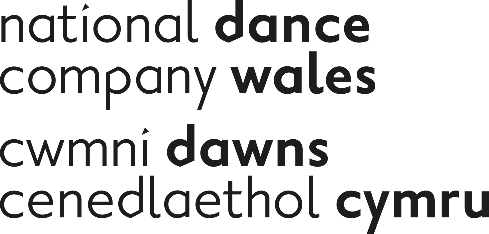 national dance
company wales
cwmni dawns
cenedlaethol cymru